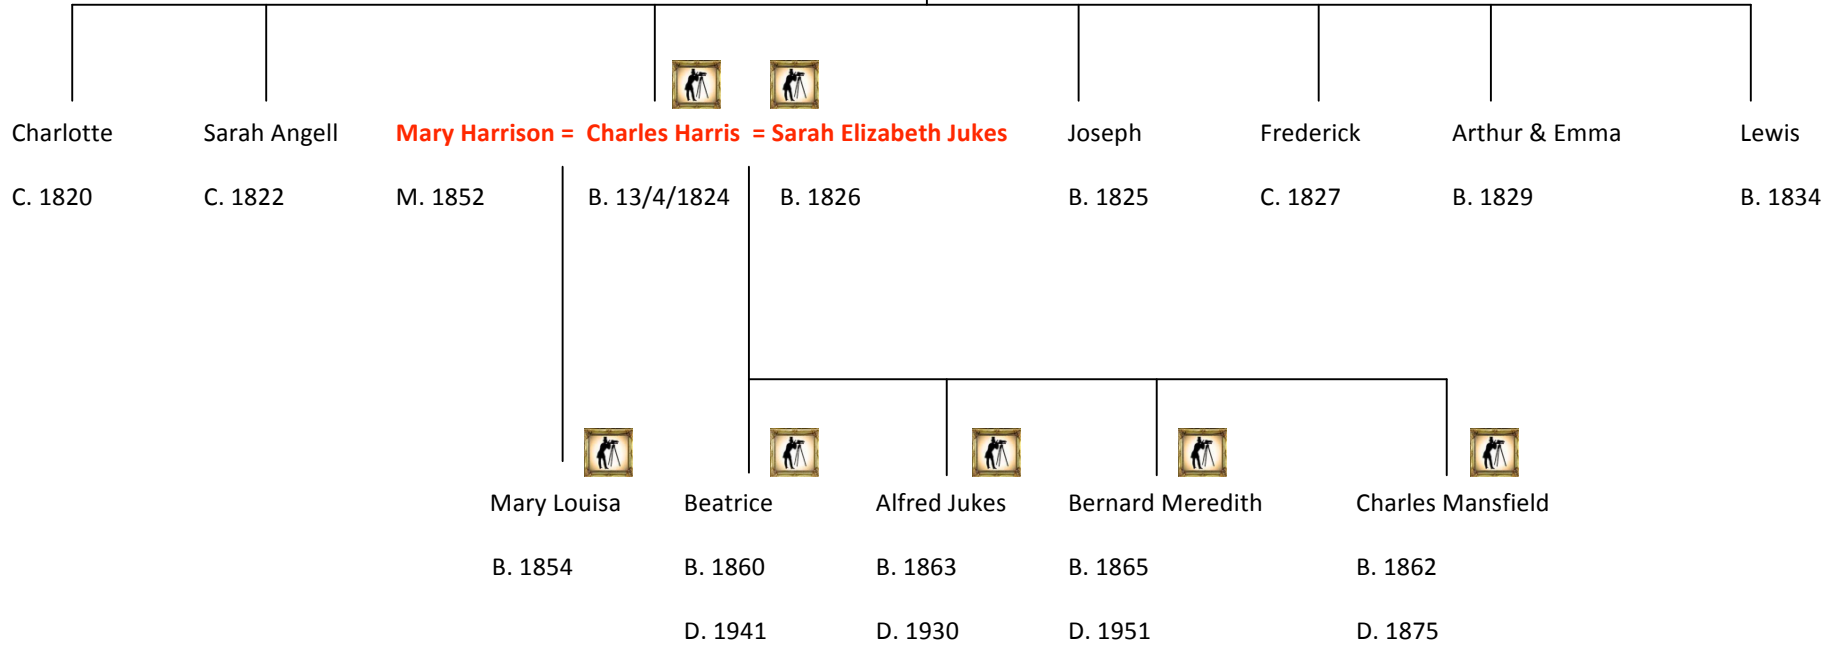 Charlotte Sarah Angell Mary Harrison = Charles Harris = Sarah Elizabeth Jukes Joseph Frederick Arthur & Emma Lewis
C. 1820 C. 1822 M. 1852 B. 13/4/1824 B. 1826 B. 1825 C. 1827 B. 1829 B. 1834
Mary Louisa Beatrice Alfred Jukes Bernard Meredith Charles Mansfield
B. 1854 B. 1860 B. 1863 B. 1865 B. 1862
D. 1941 D. 1930 D. 1951 D. 1875